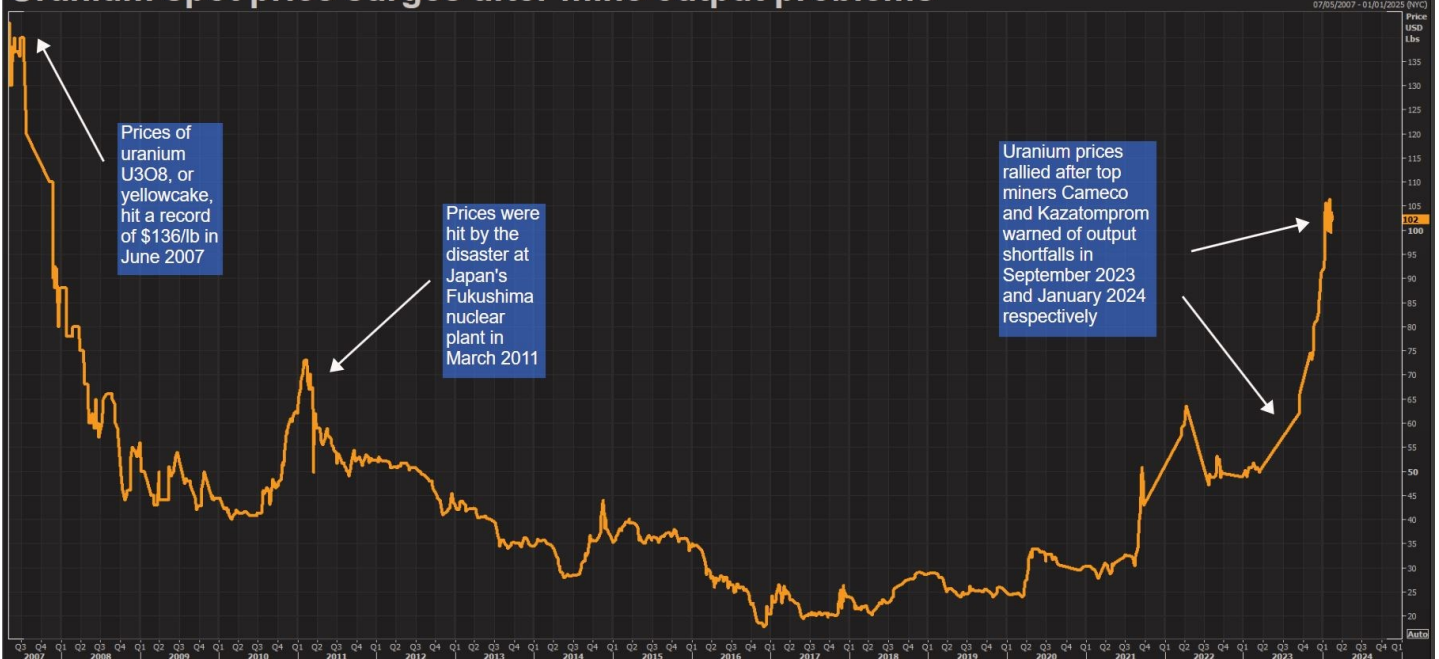 Uranium spot price surges after mine output problems
07/05/2007 - 01/01/2025 (NYC)
Price
USD
Lbs
135
130
125
120
115
110
105
102
100
95
90
85
80
75
70
65
60
55
50
45
40
35
30
25
20
Auto
Prices of
uranium
U3O8, or
yellowcake,
hit a record
of $136/lb in
June 2007
Prices were
hit by the
disaster at
Japan's
Fukushima
nuclear
plant in
March 2011
Uranium prices
rallied after top
miners Cameco
and Kazatomprom
warned of output
shortfalls in
September 2023
and January 2024
respectively
Q3 Q4 Q1 Q2 Q3 Q4 Q1 Q2 Q3 Q4 Q1 Q2 Q3 Q4 Q1 Q2 Q3 Q4 Q1 Q2 Q3 Q4 Q1 Q2 Q3 Q4 Q1 Q2 Q3 Q4 Q1 Q2 Q3 Q4 Q1 Q2 Q3 Q4 Q1 Q2 Q3 Q4 Q1 Q2 Q3 Q4 Q1 Q2 Q3 Q4 Q1 Q2 Q3 Q4 Q1 Q2 Q3 Q4 Q1 Q2 Q3 Q4 Q1 Q2 Q3 Q4 Q1 Q2 Q3 Q4 Q1
2007 2008 2009 2010 2011 2012 2013 2014 2015 2016 2017 2018 2019 2020 2021 2022 2023 2024